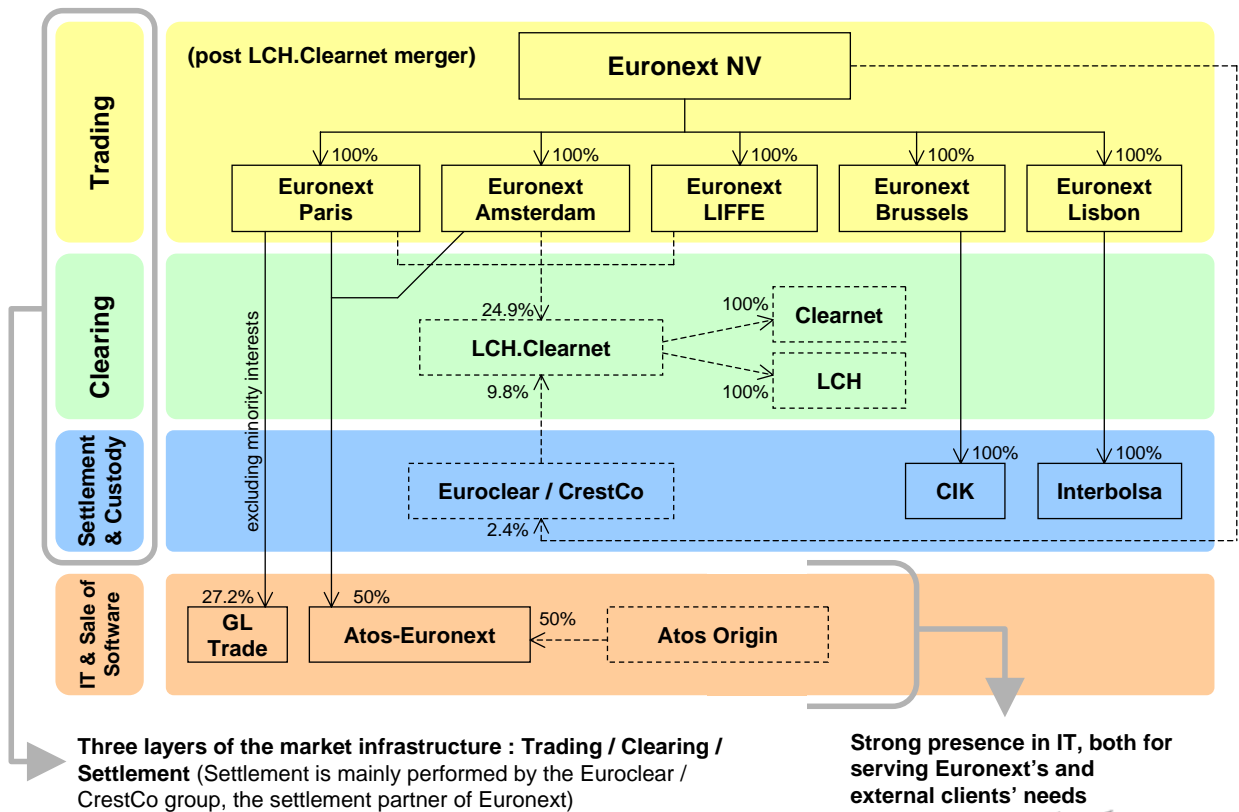 (post LCH.Clearnet merger)
Euronext NV
Trading
100%
100%
100%
100%
100%
Euronext
Paris
Euronext
Amsterdam
Euronext
LIFFE
Euronext
Brussels
Euronext
Lisbon
Clearing
24.9%
100%
Clearnet
LCH.Clearnet
9.8%
100%
LCH
excluding minority interests
Settlement
& Custody
100%
100%
Euroclear / CrestCo
CIK
Interbolsa
2.4%
IT & Sale of
Software
27.2%
50%
GL
Trade
Atos-Euronext
50%
Atos Origin
Three layers of the market infrastructure : Trading / Clearing /
Settlement (Settlement is mainly performed by the Euroclear /
CrestCo group, the settlement partner of Euronext)
Strong presence in IT, both for
serving Euronext's and
external clients' needs